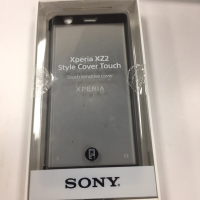 Xperia XZ2
Style Cover Touch
XPERIA
SONY